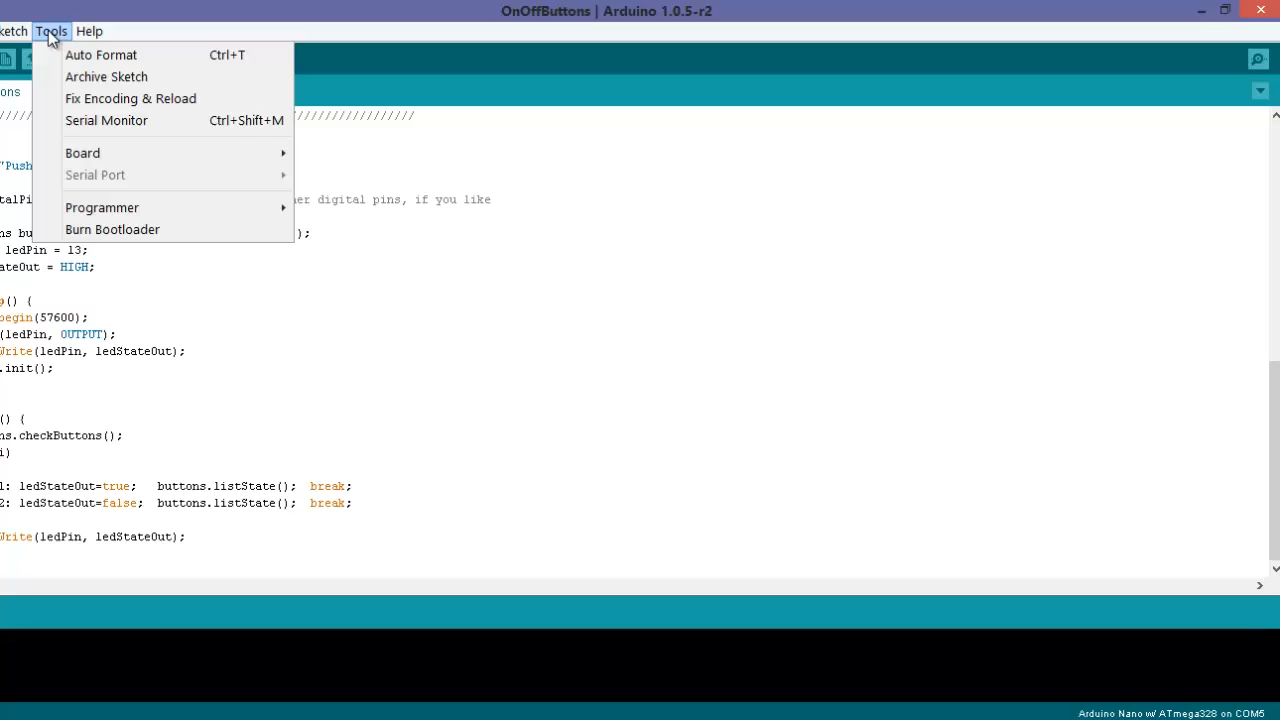 OnOffButtons | Arduino 1.0.5-r2
ketch Tools Help
Auto Format Ctrl+T
Archive Sketch
Fix Encoding & Reload
Serial Monitor Ctrl+Shift+M
Board
Serial Port
Programmer
Burn Bootloader
ons
/////////////////////
"Push
talPi her digital pins, if you like
ns bu );
ledPin = 13;
ateOut = HIGH;
p() {
begin(57600);
(ledPin, OUTPUT);
Write(ledPin, ledStateOut);
.init();
() {
ns.checkButtons();
i)
1: ledStateOut=true; buttons.listState(); break;
2: ledStateOut=false; buttons.listState(); break;
Write(ledPin, ledStateOut);
Arduino Nano w/ ATmega328 on COM5